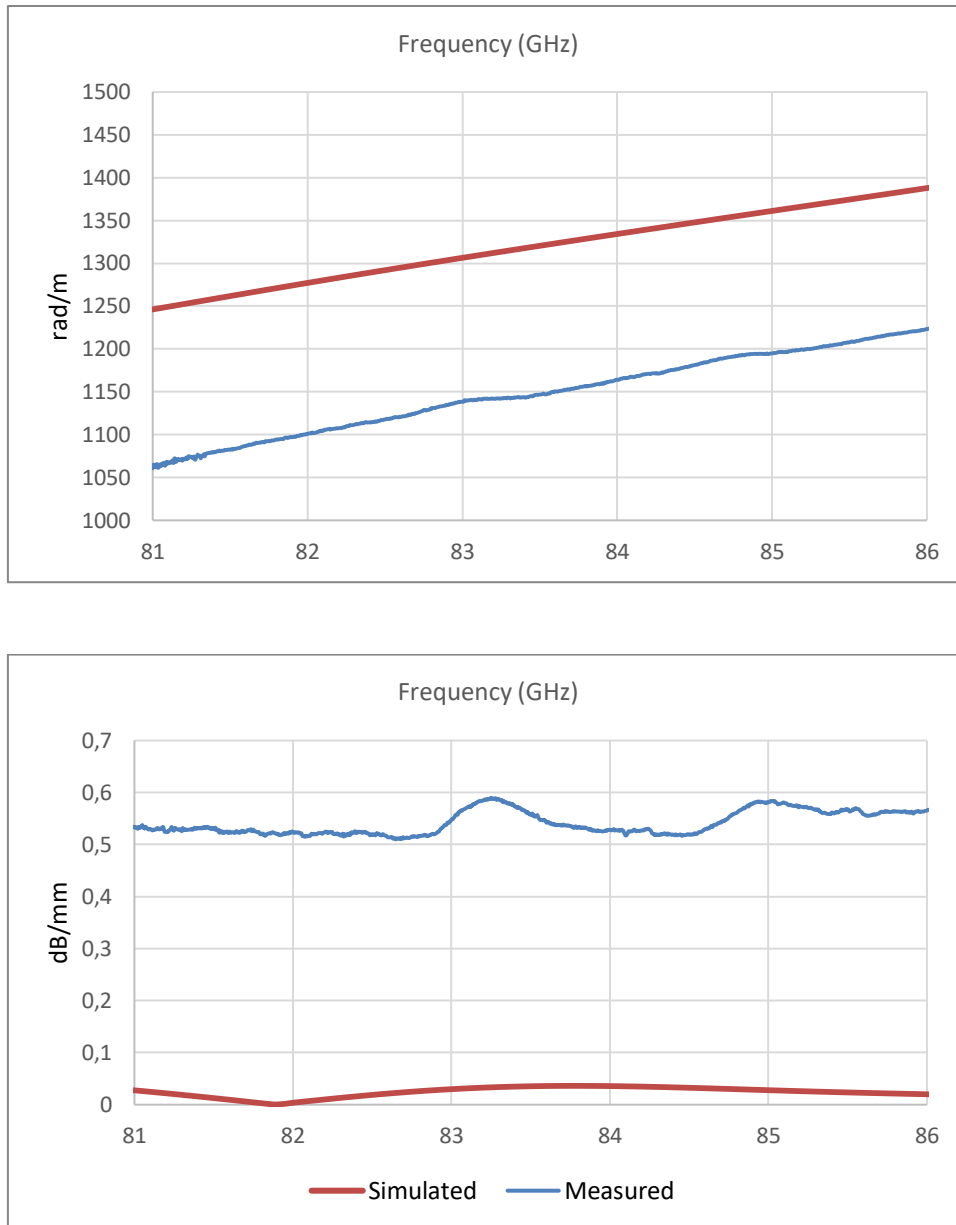 Frequency (GHz)
1500
1450
1400
1350
1300
1250
1200
1150
1100
1050
1000
rad/m
81 82 83 84 85 86
Frequency (GHz)
0,7
0,6
0,5
0,4
0,3
0,2
0,1
0
dB/mm
81 82 83 84 85 86
Simulated Measured